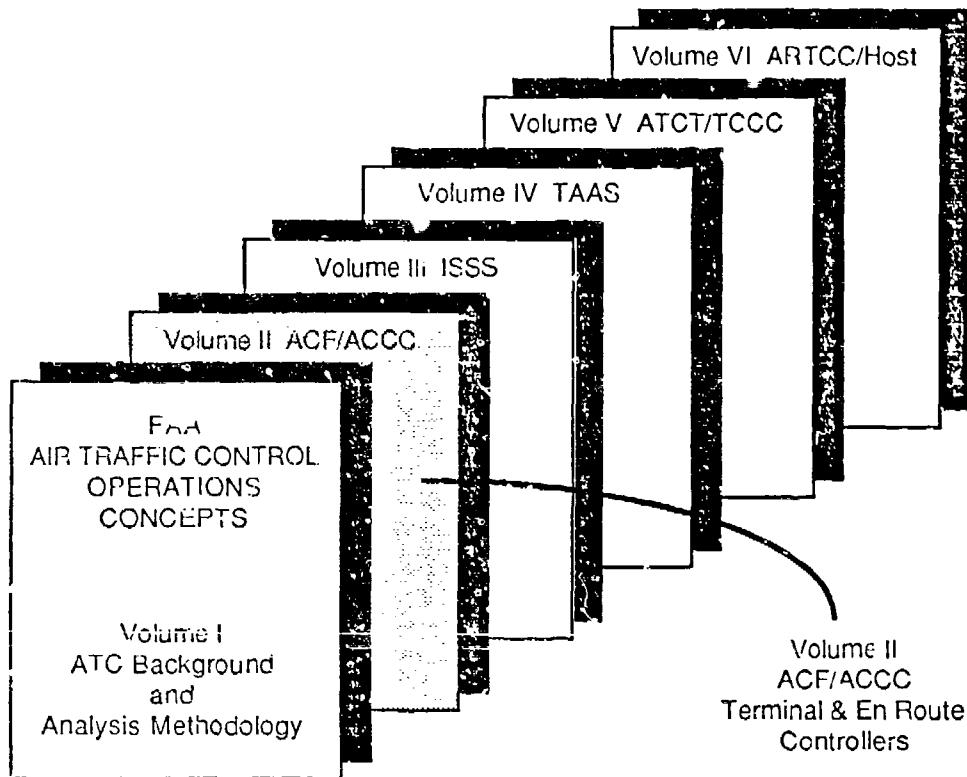 Volume VI ARTCC/Host
Volume V ATCT/TCCC
Volume IV TAAS
Volume III ISSS
Volume II ACF/ACCC
FAA
AIR TRAFFIC CONTROL
OPERATIONS
CONCEPTS
Volume I
ATC Background
and
Analysis Methodology
Volume II
ACF/ACCC
Terminal & En Route
Controllers